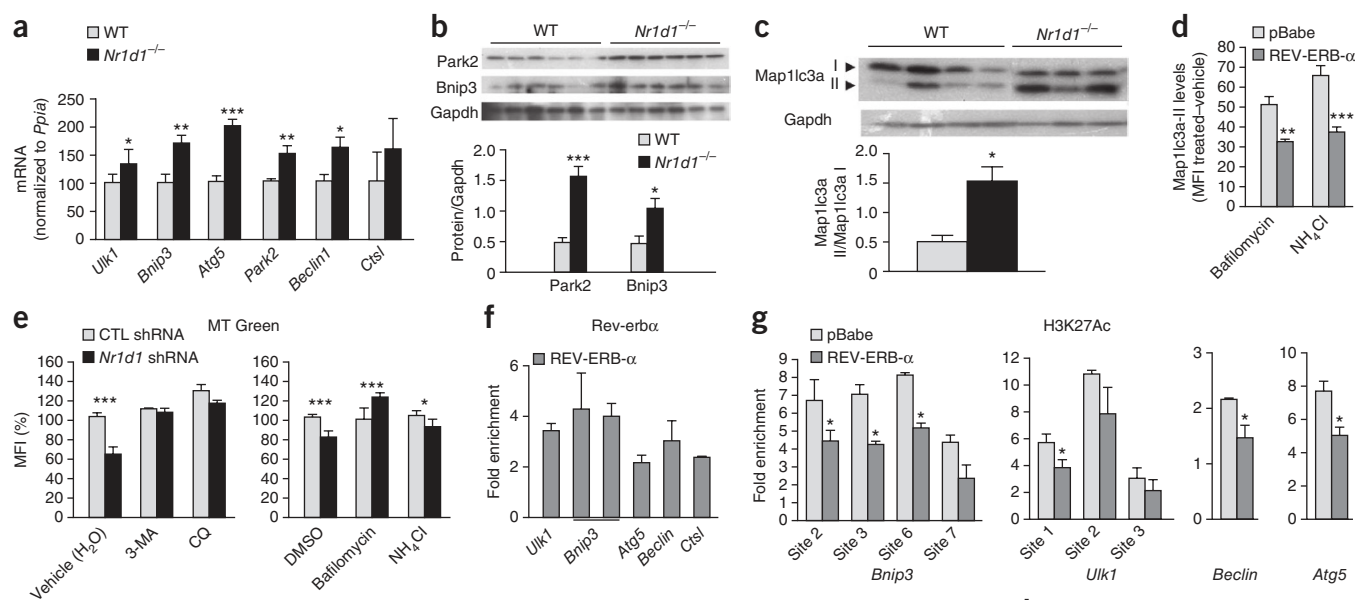 a
WT
Nr1d1–/–
mRNA
(normalized to Ppia)
250
200
150
100
50
0
*
**
***
**
*
Ulk1
Bnip3
Atg5
Park2
Beclin1
Ctsl
b
WT
Nr1d1–/–
Park2
Bnip3
Gapdh
WT
Nr1d1–/–
Protein/Gapdh
2.0
1.5
1.0
0.5
0
***
*
Park2
Bnip3
c
WT
Nr1d1–/–
Map1lc3a
I
II
Gapdh
Map1lc3a
II/Map1lc3a I
2.0
1.5
1.0
0.5
0
*
d
pBabe
REV-ERB-α
Map1lc3a-II levels
(MFI treated–vehicle)
80
70
60
50
40
30
20
10
0
**
***
Bafilomycin
NH4Cl
e
MT Green
CTL shRNA
Nr1d1 shRNA
MFI (%)
160
140
120
100
80
60
40
20
0
***
Vehicle (H2O)
3-MA
CQ
160
140
120
100
80
60
40
20
0
***
***
*
DMSO
Bafilomycin
NH4Cl
f
Rev-erbα
REV-ERB-α
Fold enrichment
6
4
2
0
Ulk1
Bnip3
Atg5
Beclin
Ctsl
g
H3K27Ac
pBabe
REV-ERB-α
Fold enrichment
9
8
7
6
5
4
3
2
1
0
*
*
*
Site 2
Site 3
Site 6
Site 7
Bnip3
12
10
8
6
4
2
0
*
Site 1
Site 2
Site 3
Ulk1
3
2
1
0
*
Beclin
10
8
6
4
2
0
*
Atg5